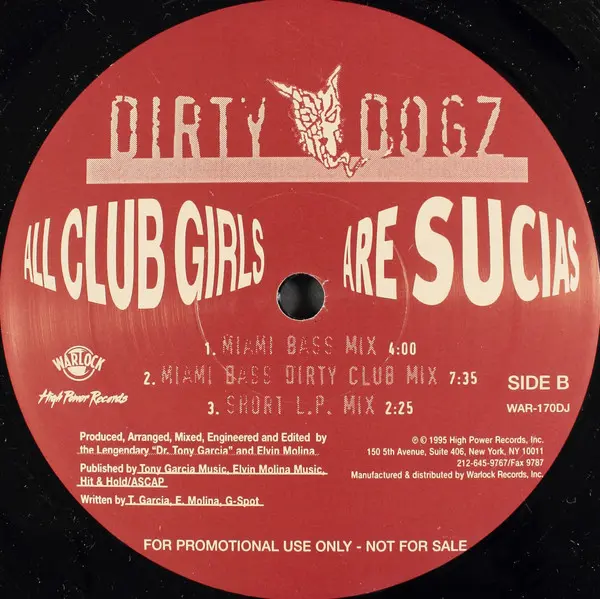 DIRTY DOGZ
ALL CLUB GIRLS ARE SUCIAS
1. MIAMI BASS MIX 4:00
2. MIAMI BASS DIRTY CLUB MIX 7:35
3. SHORT L.P. MIX 2:25
WARLOCK
High Power Records
SIDE B
WAR-170DJ
Produced, Arranged, Mixed, Engineered and Edited by
the Lengendary "Dr. Tony Garcia" and Elvin Molina
Published by Tony Garcia Music, Elvin Molina Music,
Hit & Hold/ASCAP
Written by T. Garcia, E. Molina, G-Spot
℗ © 1995 High Power Records, Inc.
150 5th Avenue, Suite 406, New York, NY 10011
212-645-9767/Fax 9787
Manufactured & distributed by Warlock Records, Inc.
FOR PROMOTIONAL USE ONLY - NOT FOR SALE